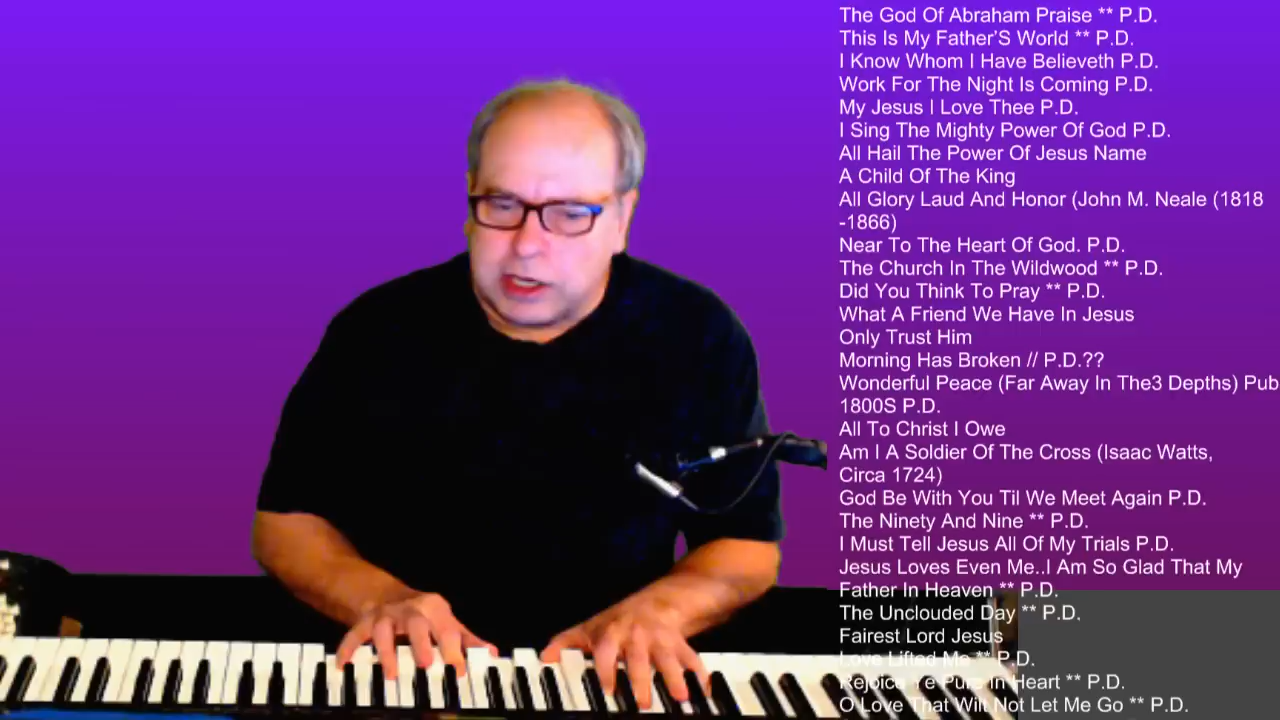 The God Of Abraham Praise ** P.D.
This Is My Father'S World ** P.D.
I Know Whom I Have Believeth P.D.
Work For The Night Is Coming P.D.
My Jesus I Love Thee P.D.
I Sing The Mighty Power Of God P.D.
All Hail The Power Of Jesus Name
A Child Of The King
All Glory Laud And Honor (John M. Neale (1818
-1866)
Near To The Heart Of God. P.D.
The Church In The Wildwood ** P.D.
Did You Think To Pray ** P.D.
What A Friend We Have In Jesus
Only Trust Him
Morning Has Broken // P.D.??
Wonderful Peace (Far Away In The3 Depths) Pub
1800S P.D.
All To Christ I Owe
Am I A Soldier Of The Cross (Isaac Watts,
Circa 1724)
God Be With You Til We Meet Again P.D.
The Ninety And Nine ** P.D.
I Must Tell Jesus All Of My Trials P.D.
Jesus Loves Even Me..I Am So Glad That My
Father In Heaven ** P.D.
The Unclouded Day ** P.D.
Fairest Lord Jesus
Love Lifted Me ** P.D.
Rejoice Ye Pure In Heart ** P.D.
O Love That Wilt Not Let Me Go ** P.D.